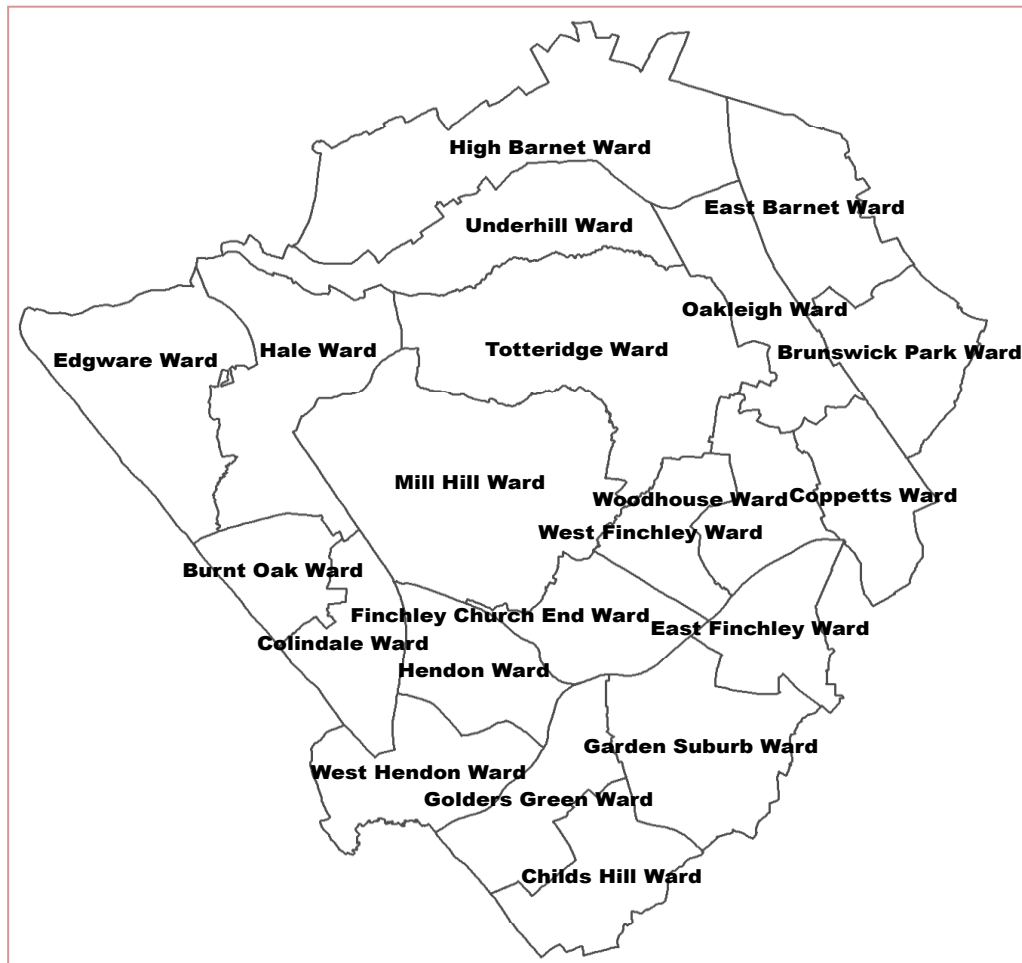 High Barnet Ward
East Barnet Ward
Underhill Ward
Oakleigh Ward
Hale Ward
Totteridge Ward
Brunswick Park Ward
Edgware Ward
Mill Hill Ward
Woodhouse Ward
Coppetts Ward
West Finchley Ward
Burnt Oak Ward
Finchley Church End Ward
East Finchley Ward
Colindale Ward
Hendon Ward
Garden Suburb Ward
West Hendon Ward
Golders Green Ward
Childs Hill Ward